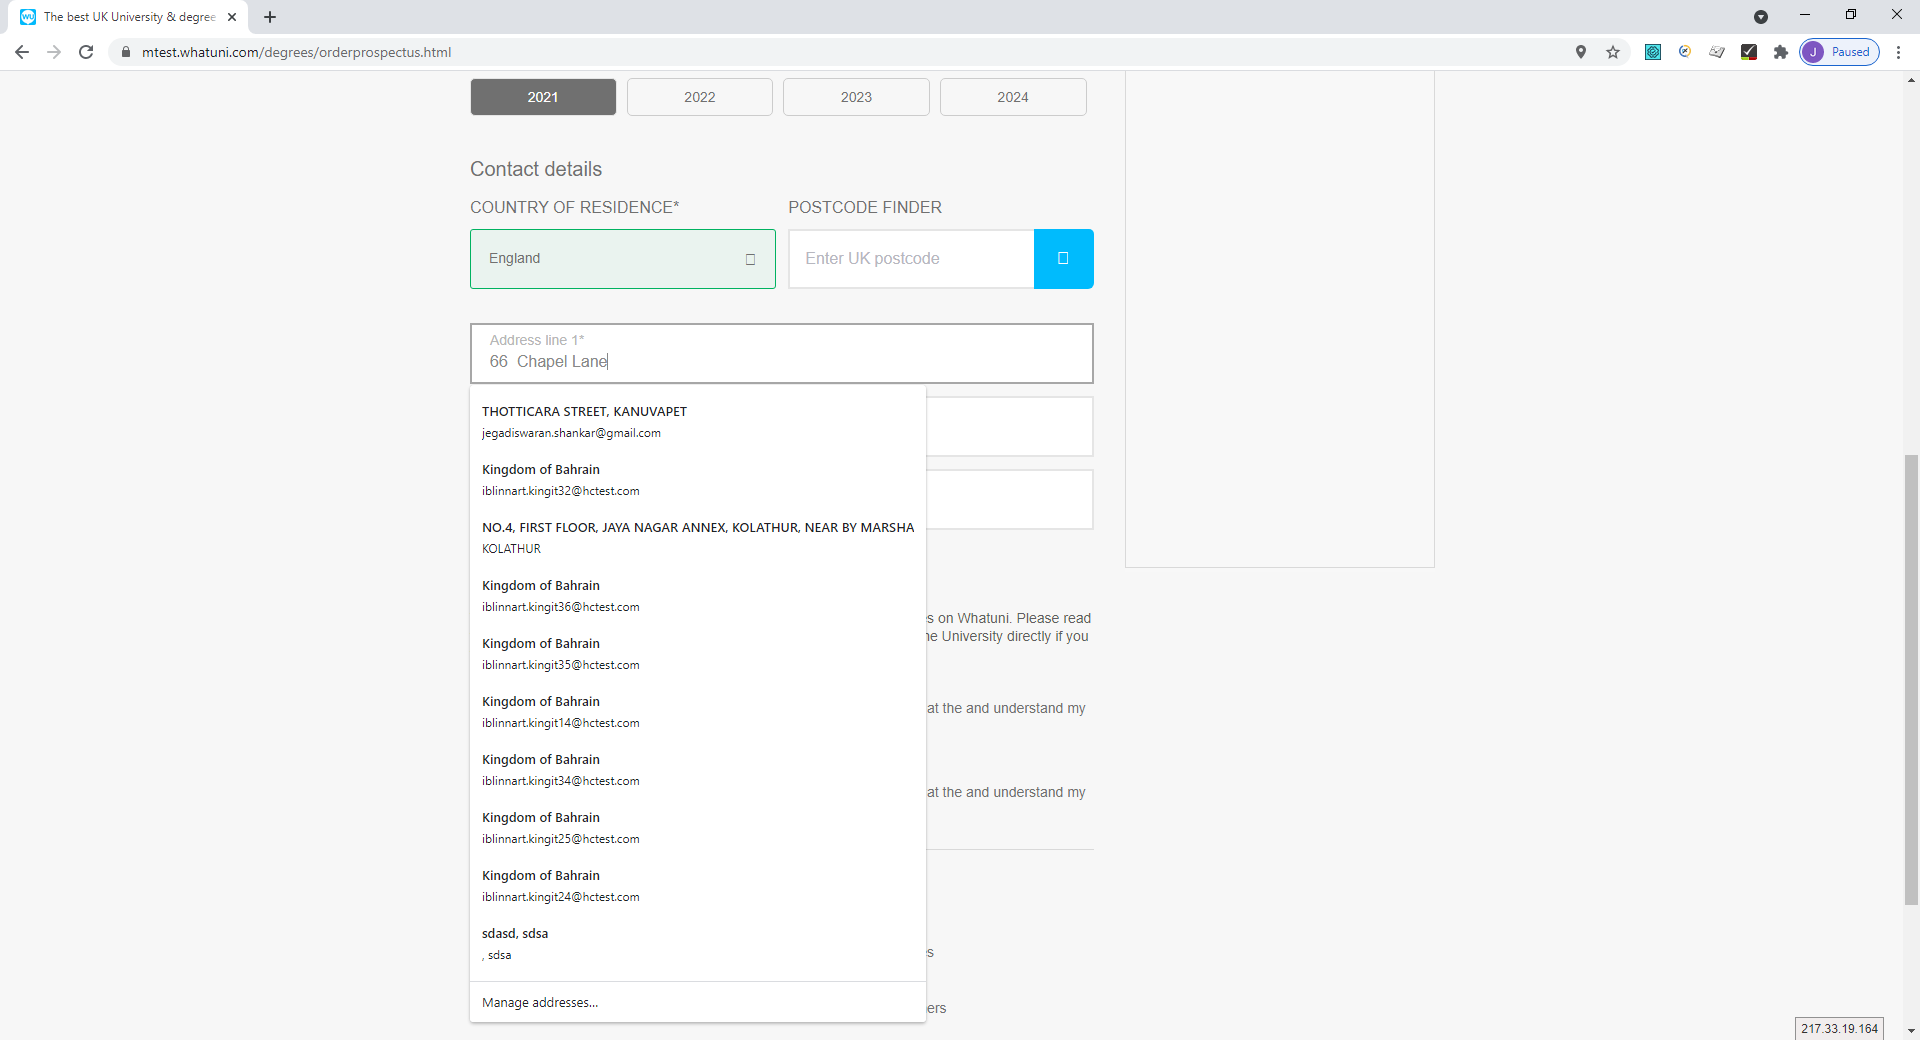 The best UK University & degree
mtest.whatuni.com/degrees/orderprospectus.html
J Paused
2021 2022 2023 2024
Contact details
COUNTRY OF RESIDENCE* POSTCODE FINDER
England Enter UK postcode
Address line 1*
66  Chapel Lane
THOTTICARA STREET, KANUVAPET
jegadiswaran.shankar@gmail.com
Kingdom of Bahrain
iblinnart.kingit32@hctest.com
NO.4, FIRST FLOOR, JAYA NAGAR ANNEX, KOLATHUR, NEAR BY MARSHA
KOLATHUR
Kingdom of Bahrain
iblinnart.kingit36@hctest.com
s on Whatuni. Please read
ne University directly if you
Kingdom of Bahrain
iblinnart.kingit35@hctest.com
Kingdom of Bahrain
at the and understand my
iblinnart.kingit14@hctest.com
Kingdom of Bahrain
iblinnart.kingit34@hctest.com
at the and understand my
Kingdom of Bahrain
iblinnart.kingit25@hctest.com
Kingdom of Bahrain
iblinnart.kingit24@hctest.com
sdasd, sdsa
, sdsa
s
Manage addresses...
ers
217.33.19.164